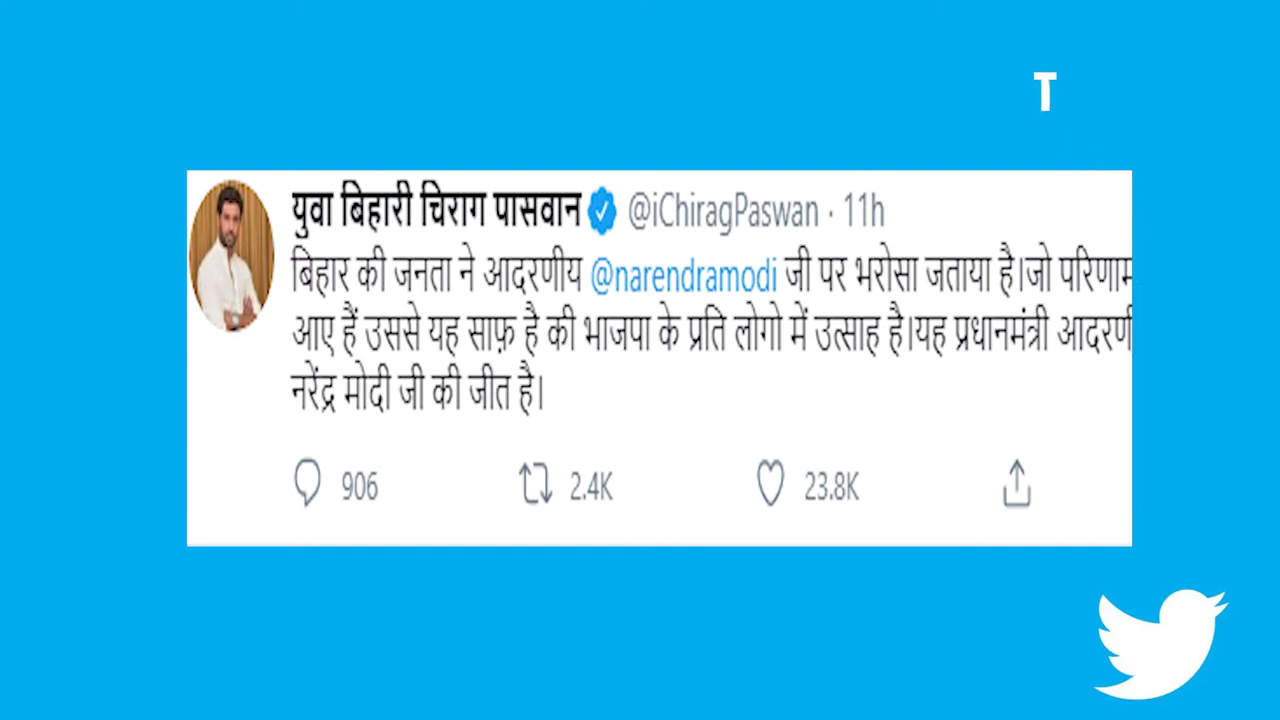 T
युवा बिहारी चिराग पासवान @iChiragPaswan · 11h
बिहार की जनता ने आदरणीय @narendramodi जी पर भरोसा जताया है।जो परिणाम
आए हैं उससे यह साफ़ है की भाजपा के प्रति लोगो में उत्साह है।यह प्रधानमंत्री आदरणी
नरेंद्र मोदी जी की जीत है।
906 2.4K 23.8K